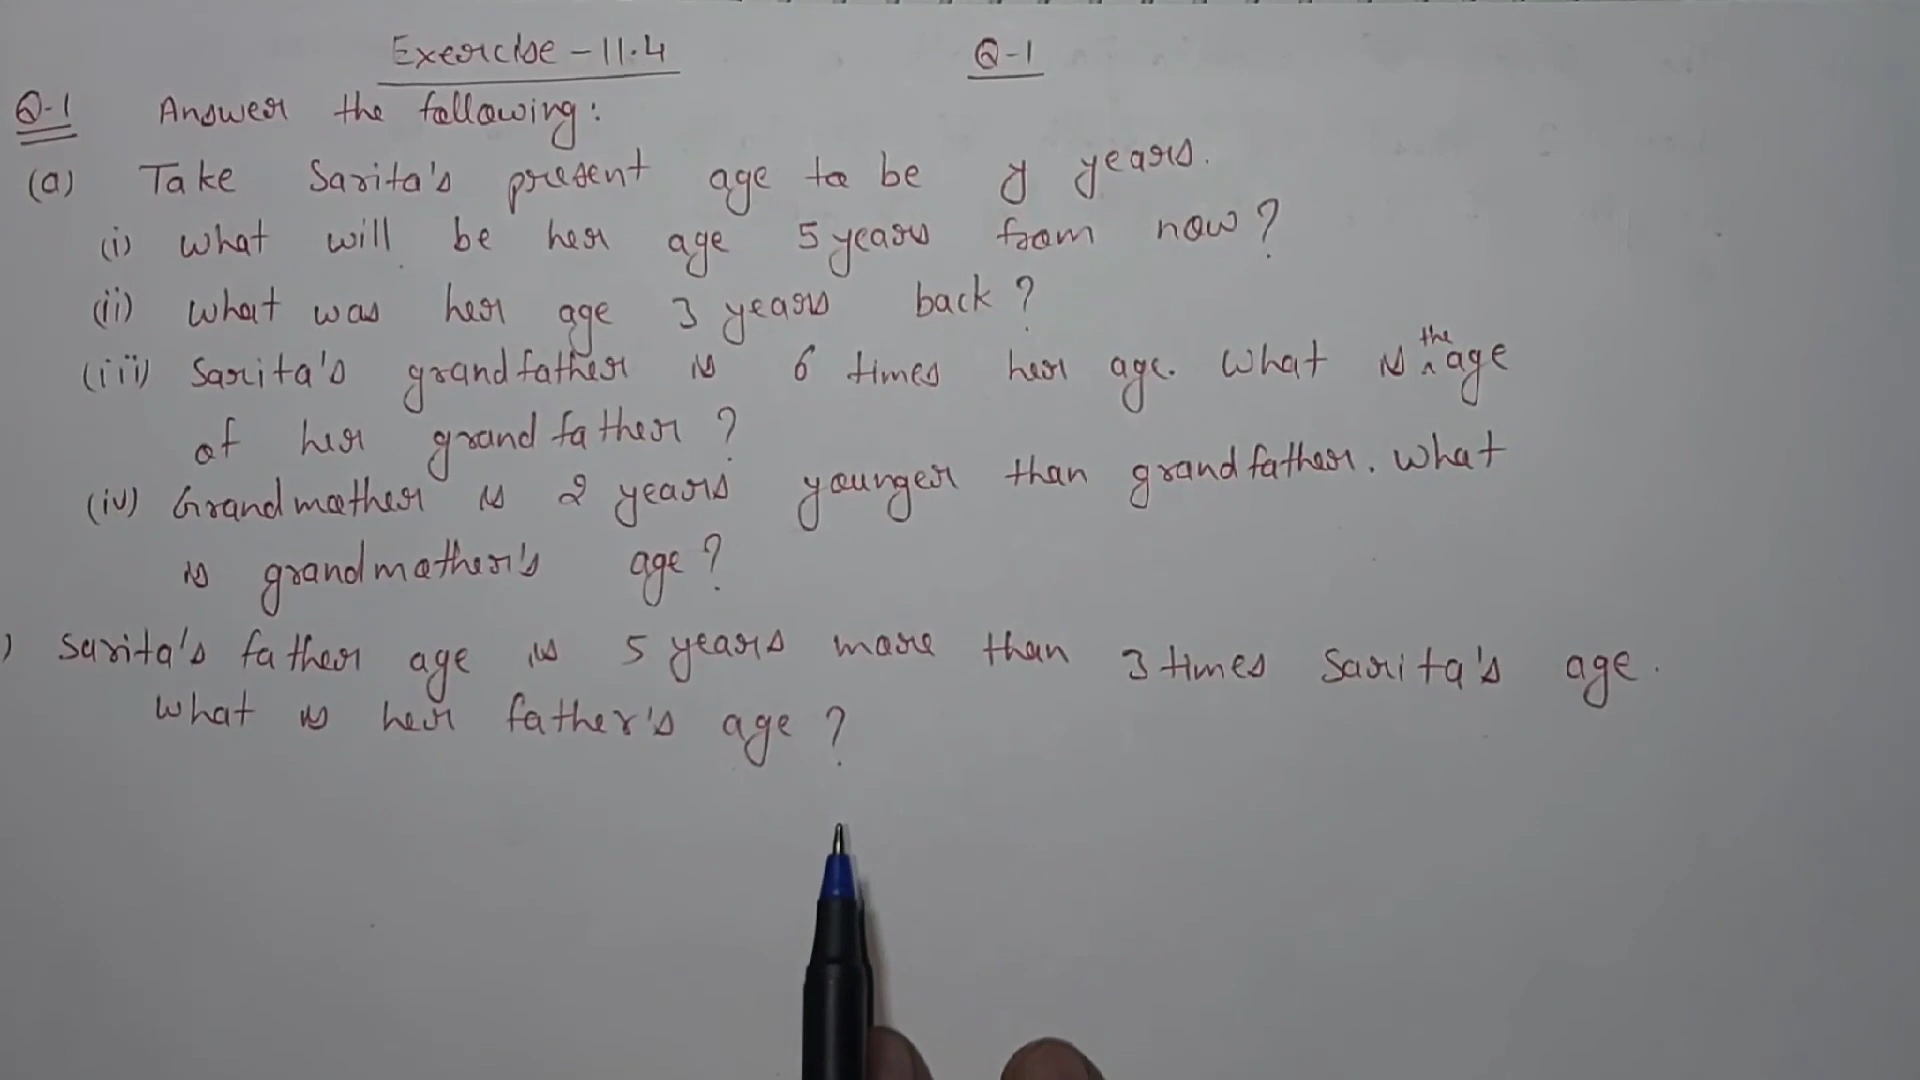 Exercise - 11.4 Q-1
Q-1 Answer the following:
(a) Take Sarita's present age to be y years.
(i) What will be her age 5 years from now?
(ii) What was her age 3 years back?
(iii) Sarita's grandfather is 6 times her age. What is the age
of her grandfather?
(iv) Grandmother is 2 years younger than grandfather. What
is grandmother's age?
) Sarita's father age is 5 years more than 3 times Sarita's age.
What is her father's age?